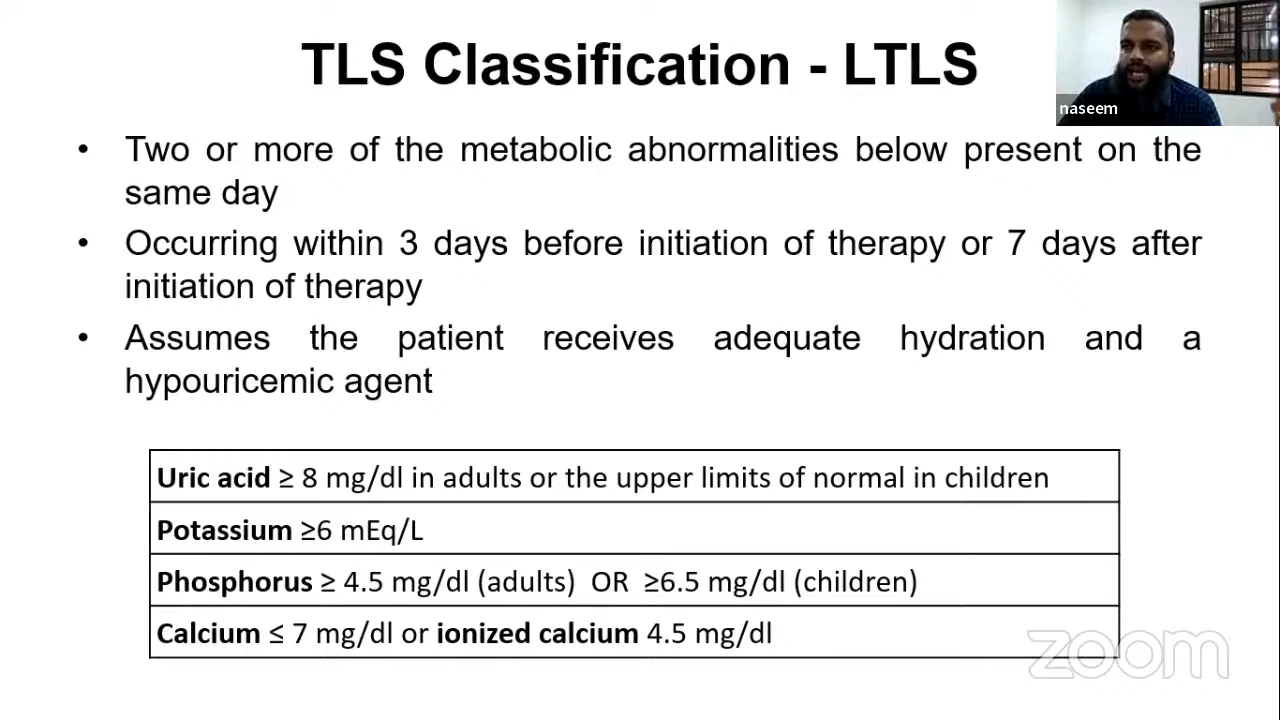 TLS Classification - LTLS
naseem
• Two or more of the metabolic abnormalities below present on the
same day
• Occurring within 3 days before initiation of therapy or 7 days after
initiation of therapy
• Assumes the patient receives adequate hydration and a
hypouricemic agent
Uric acid ≥ 8 mg/dl in adults or the upper limits of normal in children
Potassium ≥6 mEq/L
Phosphorus ≥ 4.5 mg/dl (adults) OR ≥6.5 mg/dl (children)
Calcium ≤ 7 mg/dl or ionized calcium 4.5 mg/dl
zoom